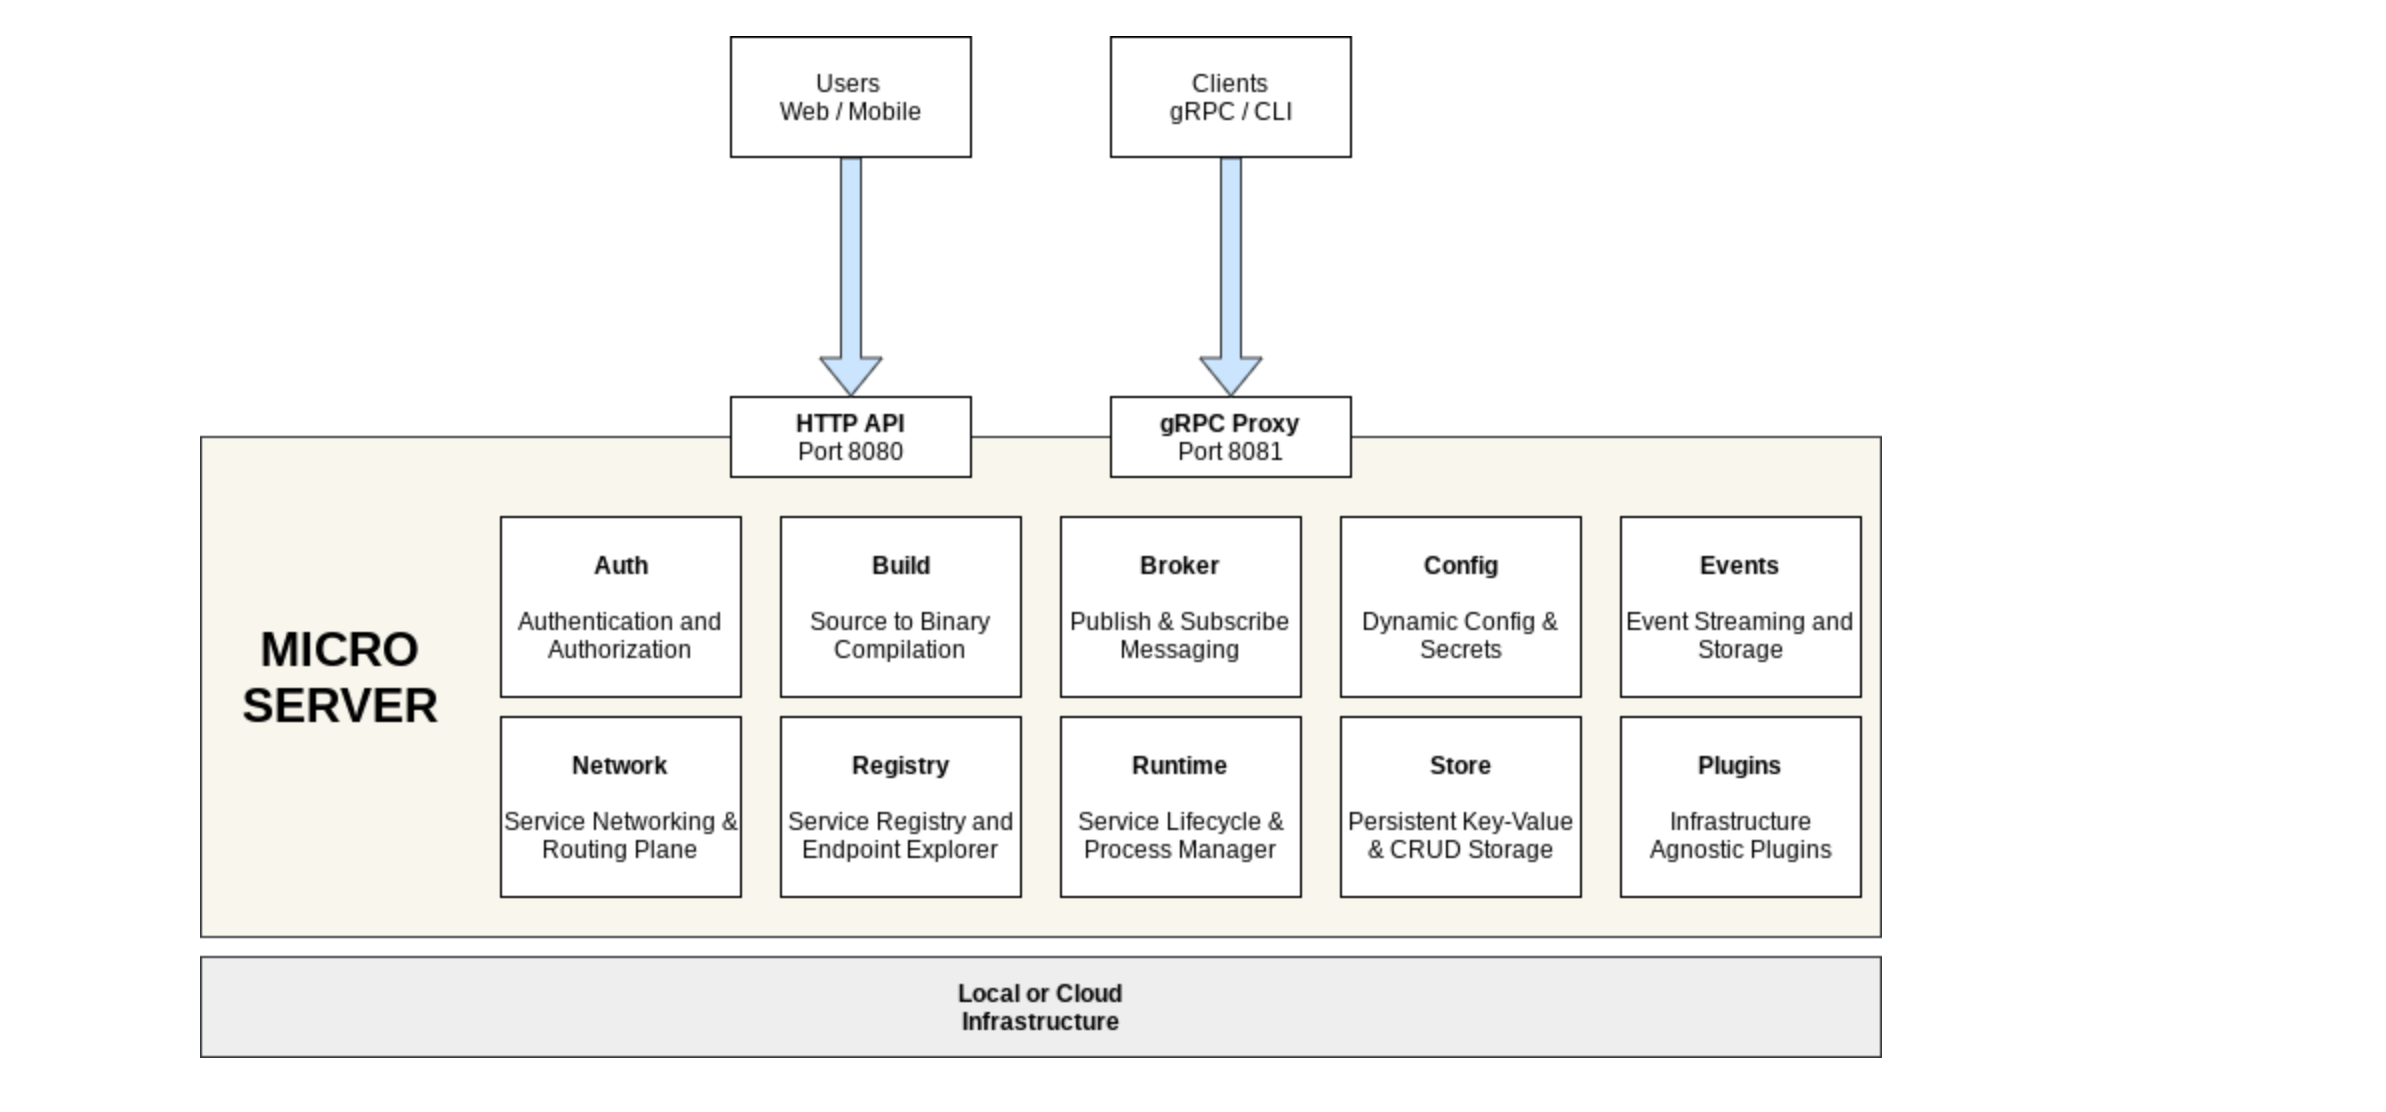 Users
Web / Mobile
Clients
gRPC / CLI
HTTP API
Port 8080
gRPC Proxy
Port 8081
MICRO
SERVER
Auth
Authentication and
Authorization
Build
Source to Binary
Compilation
Broker
Publish & Subscribe
Messaging
Config
Dynamic Config &
Secrets
Events
Event Streaming and
Storage
Network
Service Networking &
Routing Plane
Registry
Service Registry and
Endpoint Explorer
Runtime
Service Lifecycle &
Process Manager
Store
Persistent Key-Value
& CRUD Storage
Plugins
Infrastructure
Agnostic Plugins
Local or Cloud
Infrastructure